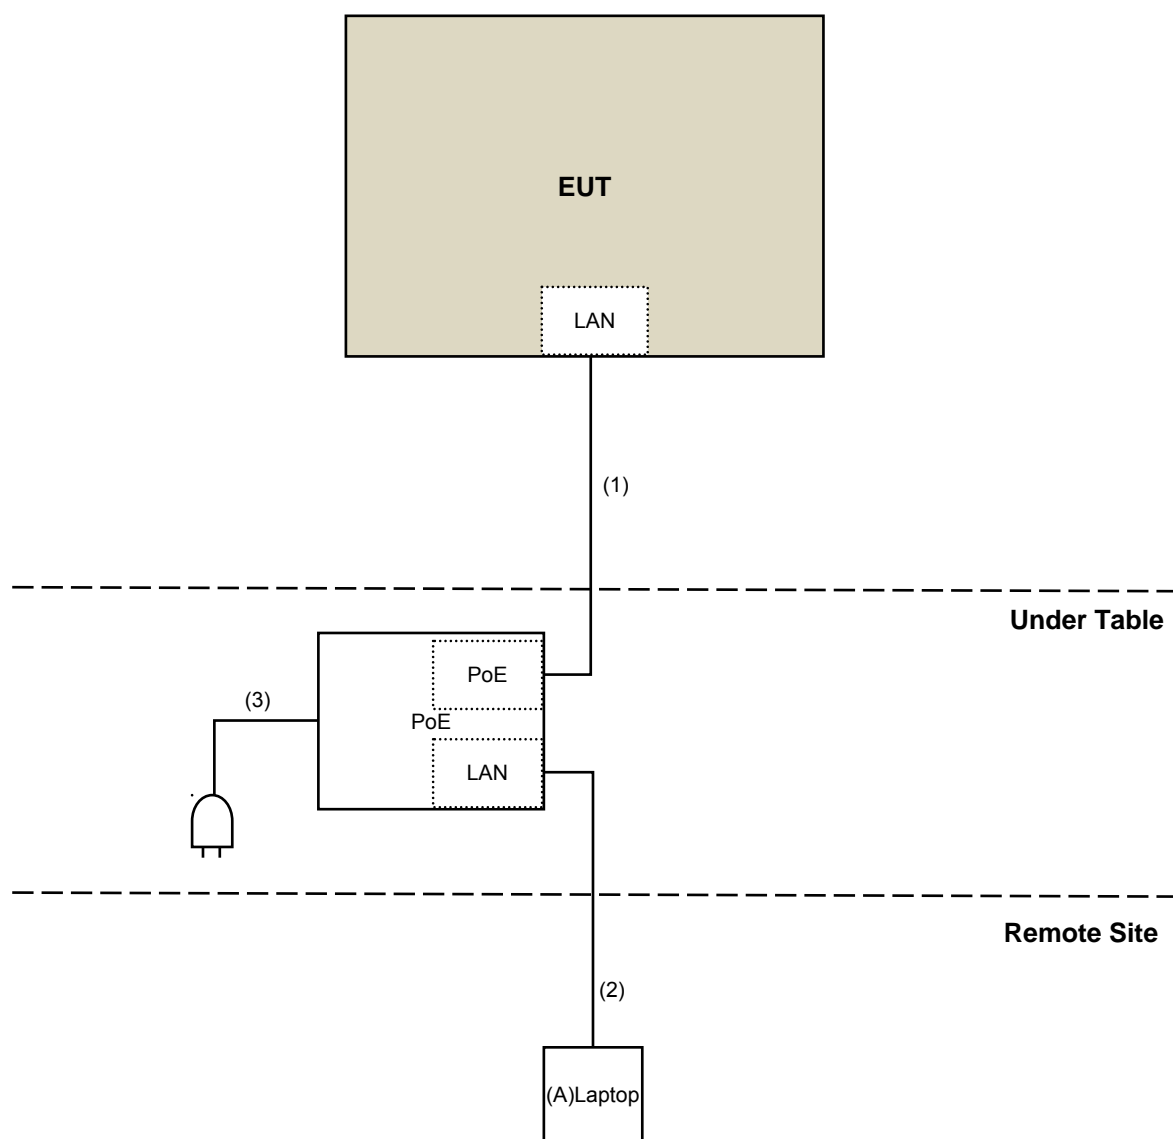 EUT
LAN
(1)
Under Table
PoE
(3)
PoE
LAN
Remote Site
(2)
(A)Laptop